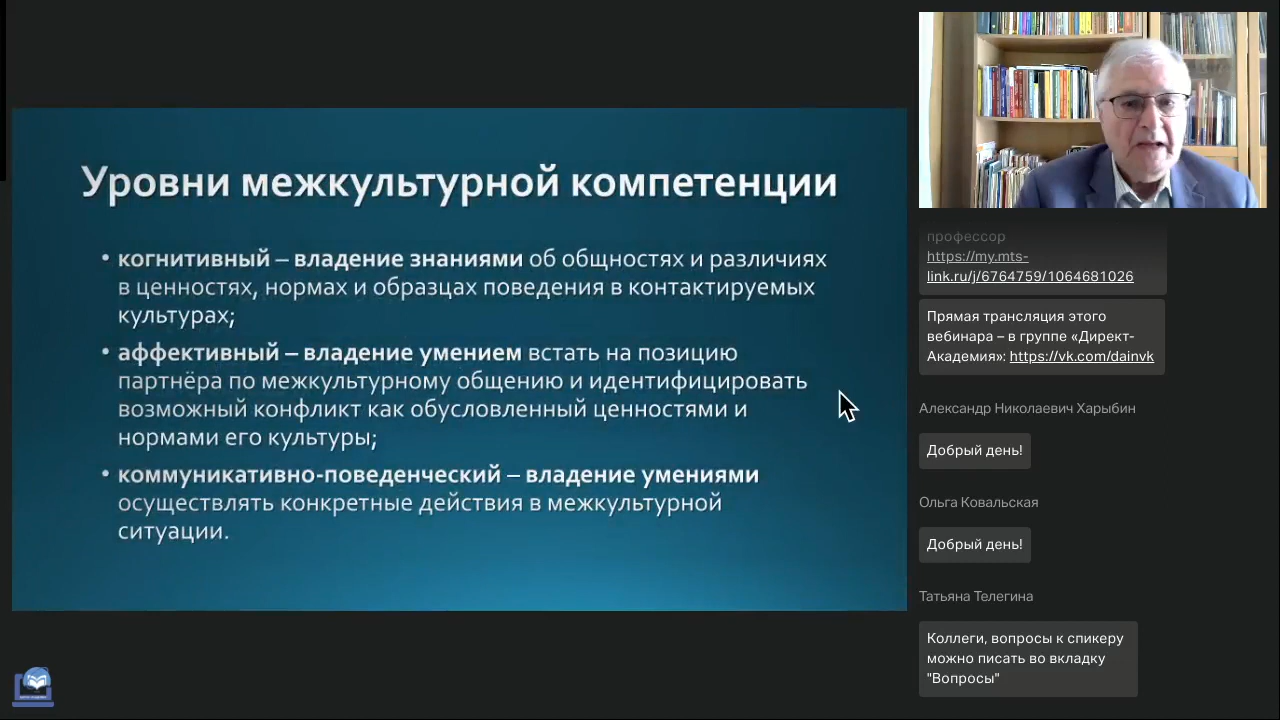 Уровни межкультурной компетенции
• когнитивный – владение знаниями об общностях и различиях
в ценностях, нормах и образцах поведения в контактируемых
культурах;
• аффективный – владение умением встать на позицию
партнёра по межкультурному общению и идентифицировать
возможный конфликт как обусловленный ценностями и
нормами его культуры;
• коммуникативно-поведенческий – владение умениями
осуществлять конкретные действия в межкультурной
ситуации.
профессор
https://my.mts-
link.ru/j/6764759/1064681026
Прямая трансляция этого
вебинара – в группе «Директ-
Академия»: https://vk.com/dainvk
Александр Николаевич Харыбин
Добрый день!
Ольга Ковальская
Добрый день!
Татьяна Телегина
Коллеги, вопросы к спикеру
можно писать во вкладку
"Вопросы"